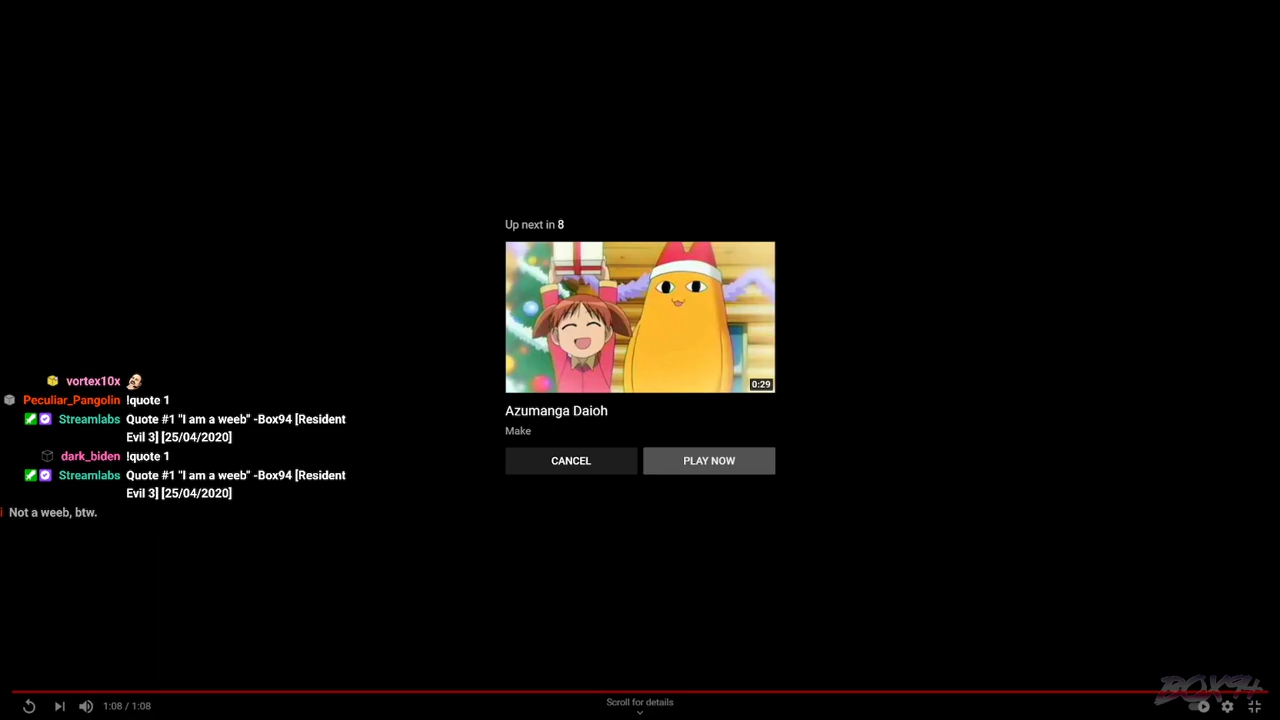 Up next in 8
0:29
Azumanga Daioh
Make
CANCEL
PLAY NOW
vortex10x
Peculiar_Pangolin !quote 1
Streamlabs Quote #1 "I am a weeb" -Box94 [Resident
Evil 3] [25/04/2020]
dark_biden !quote 1
Streamlabs Quote #1 "I am a weeb" -Box94 [Resident
Evil 3] [25/04/2020]
Not a weeb, btw.
BOX94
1:08 / 1:08
Scroll for details